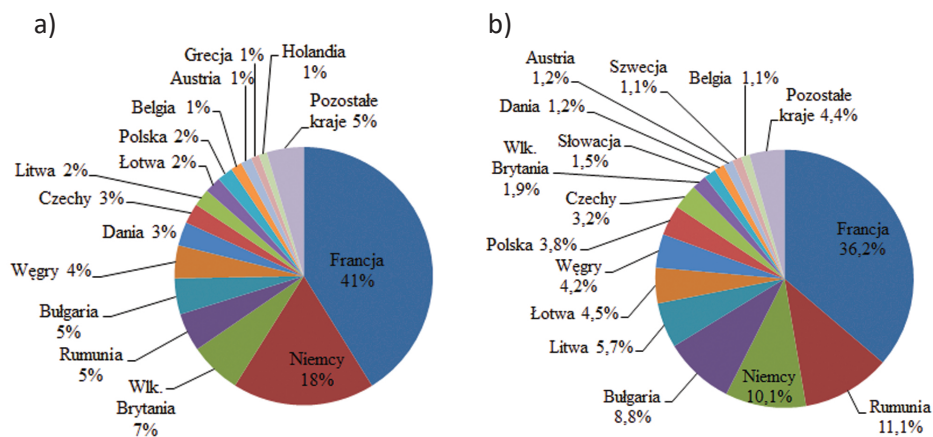 a)
Grecja 1%
Holandia
1%
Austria 1%
Belgia 1%
Pozostałe
kraje 5%
Polska 2%
Łotwa 2%
Litwa 2%
Czechy 3%
Dania 3%
Węgry 4%
Bułgaria
5%
Rumunia
5%
Wlk.
Brytania
7%
Niemcy
18%
Francja
41%
b)
Austria
1,2%
Szwecja
1,1%
Belgia 1,1%
Pozostałe
kraje 4,4%
Dania 1,2%
Słowacja
1,5%
Wlk.
Brytania
1,9%
Czechy
3,2%
Polska 3,8%
Węgry
4,2%
Łotwa 4,5%
Litwa 5,7%
Bułgaria
8,8%
Niemcy
10,1%
Rumunia
11,1%
Francja
36,2%